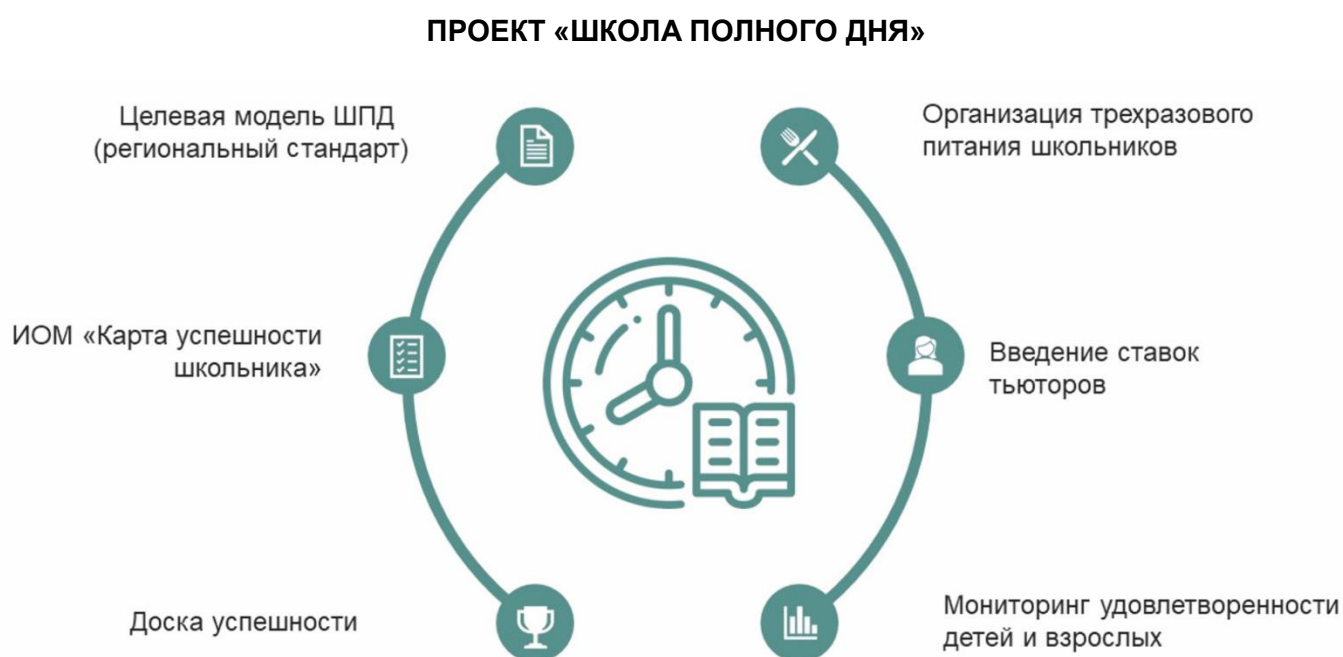 ПРОЕКТ «ШКОЛА ПОЛНОГО ДНЯ»
Целевая модель ШПД
(региональный стандарт)
ИОМ «Карта успешности
школьника»
Доска успешности
Организация трехразового
питания школьников
Введение ставок
тьюторов
Мониторинг удовлетворенности
детей и взрослых